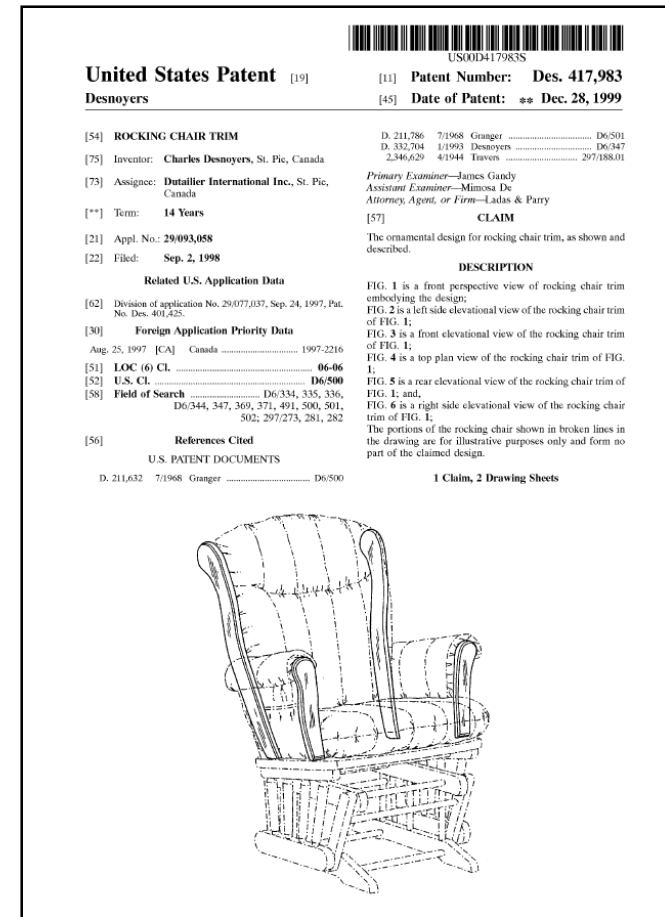 US00D417983S
United States Patent [19]
Desnoyers
[11] Patent Number: Des. 417,983
[45] Date of Patent: ** Dec. 28, 1999
[54] ROCKING CHAIR TRIM
[75] Inventor: Charles Desnoyers, St. Pie, Canada
[73] Assignee: Dutailier International Inc., St. Pie,
Canada
[**] Term: 14 Years
[21] Appl. No.: 29/093,058
[22] Filed: Sep. 2, 1998
Related U.S. Application Data
[62] Division of application No. 29/077,037, Sep. 24, 1997, Pat.
No. Des. 401,425.
[30] Foreign Application Priority Data
Aug. 25, 1997 [CA] Canada ................................ 1997-2216
[51] LOC (6) Cl. ................................................ 06-06
[52] U.S. Cl. ..................................................... D6/500
[58] Field of Search ........................ D6/334, 335, 336,
D6/344, 347, 369, 371, 491, 500, 501,
502; 297/273, 281, 282
[56] References Cited
U.S. PATENT DOCUMENTS
D. 211,632 7/1968 Granger .................................. D6/500
D. 211,786 7/1968 Granger .................................. D6/501
D. 332,704 1/1993 Desnoyers .............................. D6/347
2,346,629 4/1944 Travers .............................. 297/188.01
Primary Examiner—James Gandy
Assistant Examiner—Mimosa De
Attorney, Agent, or Firm—Ladas & Parry
[57] CLAIM
The ornamental design for rocking chair trim, as shown and
described.
DESCRIPTION
FIG. 1 is a front perspective view of rocking chair trim
embodying the design;
FIG. 2 is a left side elevational view of the rocking chair trim
of FIG. 1;
FIG. 3 is a front elevational view of the rocking chair trim
of FIG. 1;
FIG. 4 is a top plan view of the rocking chair trim of FIG.
1;
FIG. 5 is a rear elevational view of the rocking chair trim of
FIG. 1; and,
FIG. 6 is a right side elevational view of the rocking chair
trim of FIG. 1;
The portions of the rocking chair shown in broken lines in
the drawing are for illustrative purposes only and form no
part of the claimed design.
1 Claim, 2 Drawing Sheets